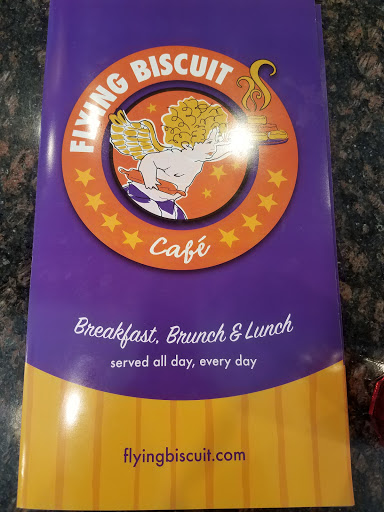 FLYING BISCUIT
Café
Breakfast, Brunch & Lunch
served all day, every day
flyingbiscuit.com